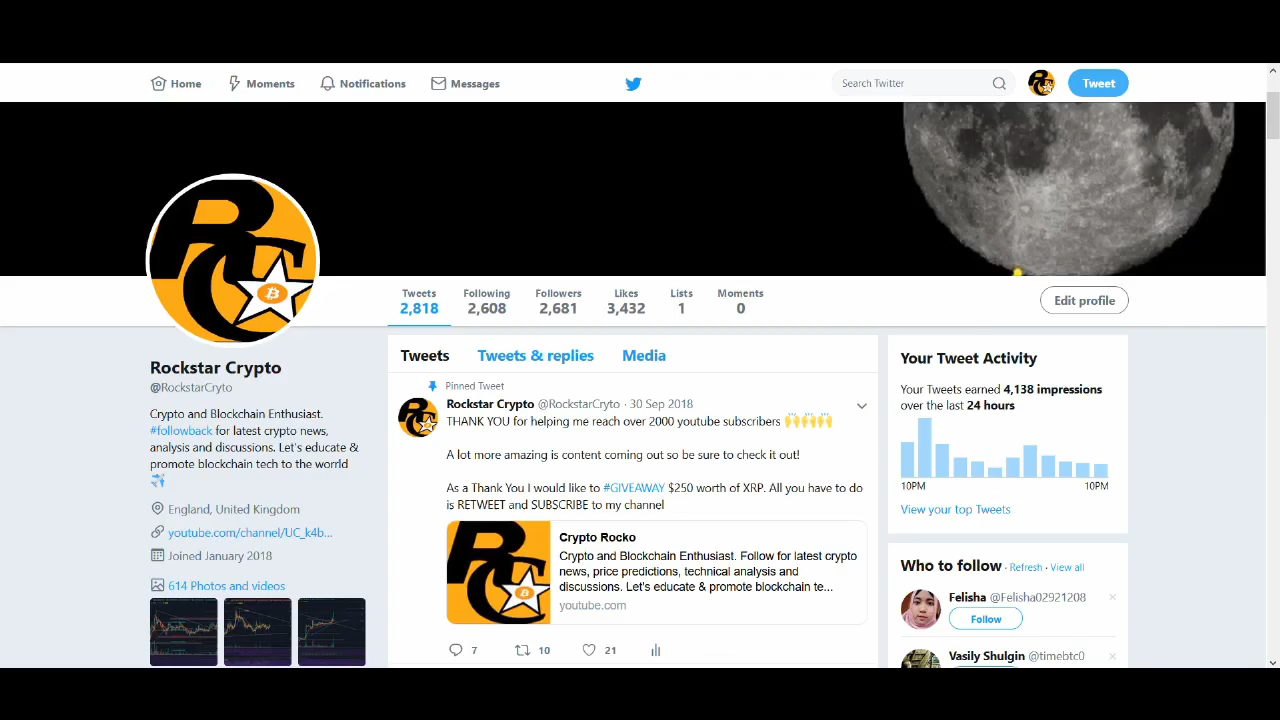 Home
Moments
Notifications
Messages
Search Twitter
Tweet
Tweets
2,818
Following
2,608
Followers
2,681
Likes
3,432
Lists
1
Moments
0
Edit profile
Rockstar Crypto
@RockstarCryto
Crypto and Blockchain Enthusiast.
#followback for latest crypto news,
analysis and discussions. Let's educate &
promote blockchain tech to the worrld
England, United Kingdom
youtube.com/channel/UC_k4b...
Joined January 2018
614 Photos and videos
Tweets
Tweets & replies
Media
Pinned Tweet
Rockstar Crypto @RockstarCryto · 30 Sep 2018
THANK YOU for helping me reach over 2000 youtube subscribers 🙌🙌🙌
A lot more amazing is content coming out so be sure to check it out!
As a Thank You I would like to #GIVEAWAY $250 worth of XRP. All you have to do
is RETWEET and SUBSCRIBE to my channel
Crypto Rocko
Crypto and Blockchain Enthusiast. Follow for latest crypto
news, price predictions, technical analysis and
discussions. Let's educate & promote blockchain te...
youtube.com
7
10
21
Your Tweet Activity
Your Tweets earned 4,138 impressions
over the last 24 hours
10PM
10PM
View your top Tweets
Who to follow · Refresh · View all
Felisha @Felisha02921208
Follow
Vasily Shulgin @timebtc0